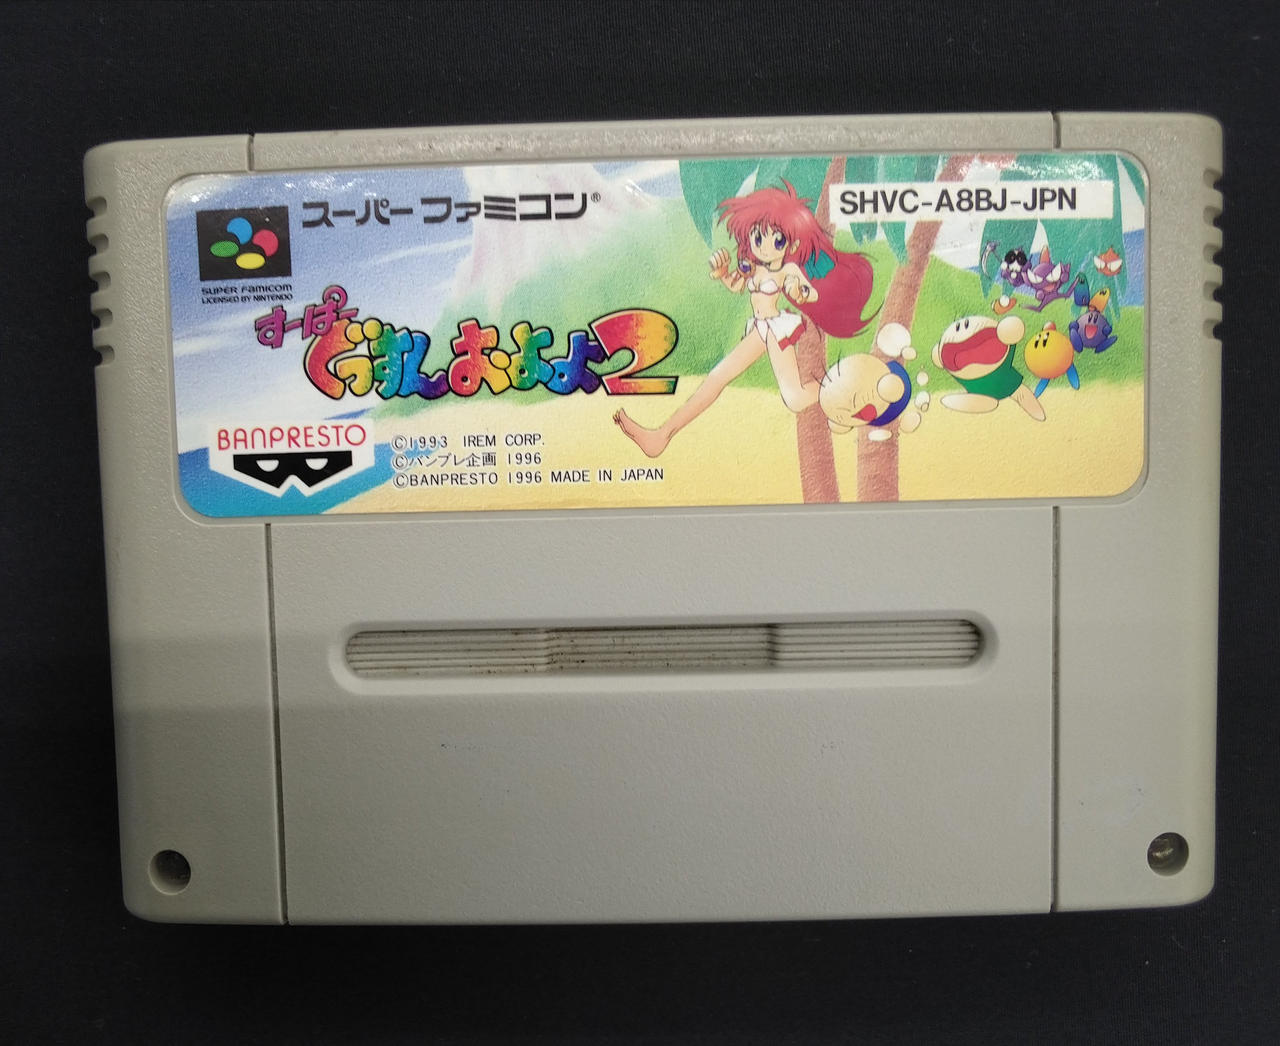 スーパーファミコン®
SHVC-A8BJ-JPN
SUPER FAMICOM
LICENSED BY NINTENDO
すーぱー
ぐっすんおよよ2
BANPRESTO
©1993 IREM CORP.
©バンプレ企画 1996
©BANPRESTO 1996 MADE IN JAPAN